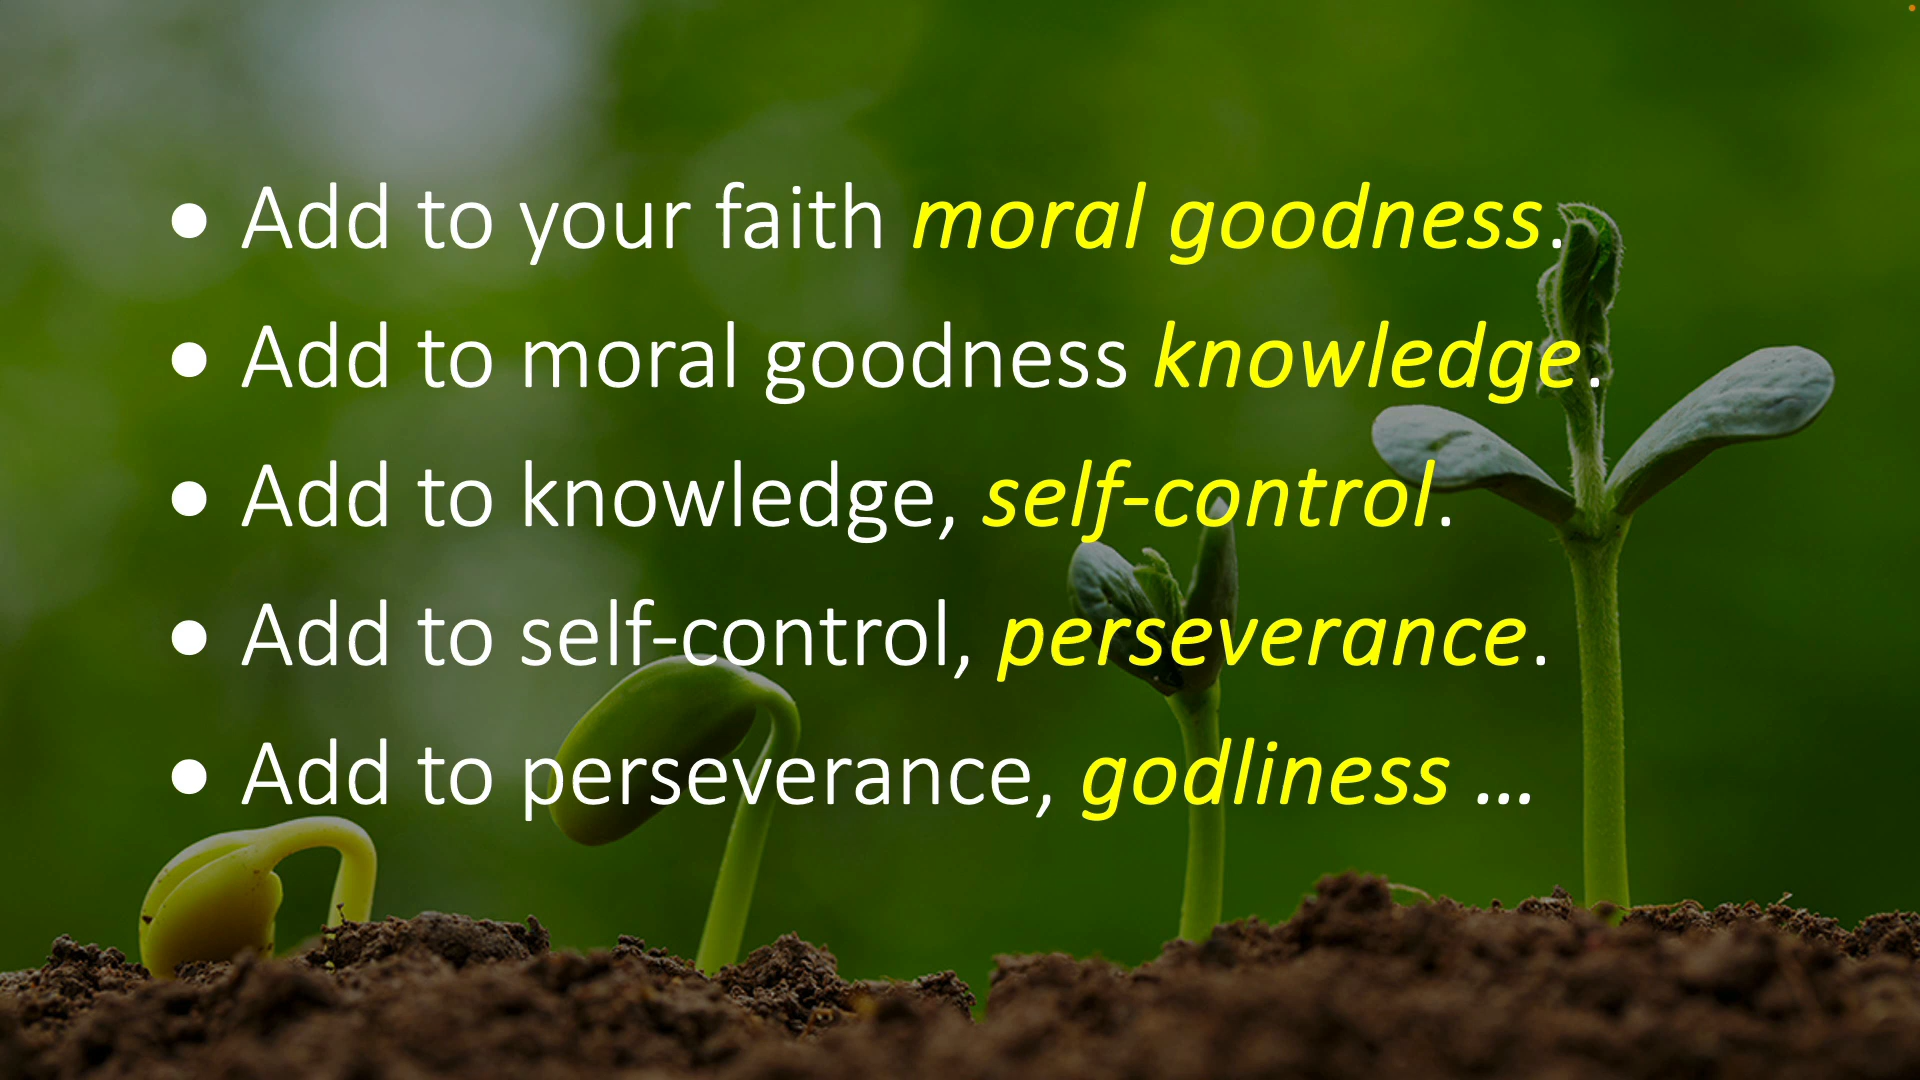 • Add to your faith moral goodness.
• Add to moral goodness knowledge.
• Add to knowledge, self-control.
• Add to self-control, perseverance.
• Add to perseverance, godliness ...